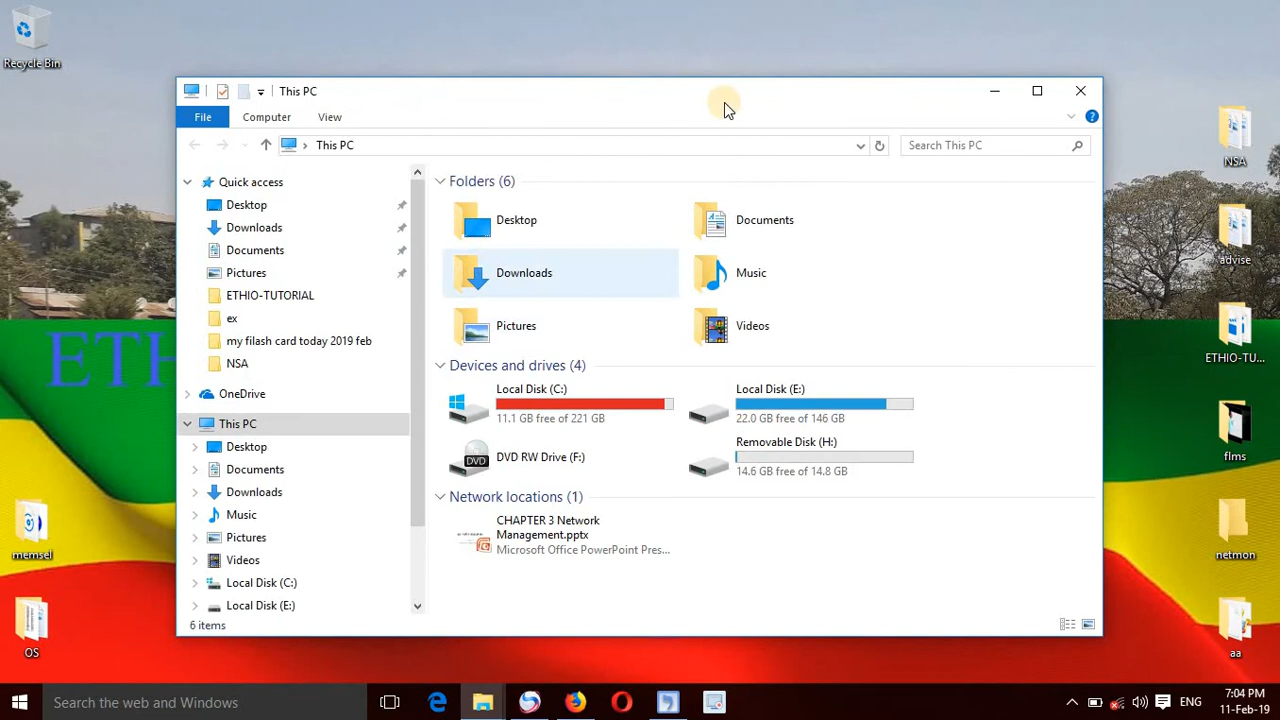 Recycle Bin
This PC
File
Computer
View
This PC
Search This PC
Quick access
Desktop
Downloads
Documents
Pictures
ETHIO-TUTORIAL
ex
my filash card today 2019 feb
NSA
OneDrive
This PC
Desktop
Documents
Downloads
Music
Pictures
Videos
Local Disk (C:)
Local Disk (E:)
Folders (6)
Desktop
Documents
Downloads
Music
Pictures
Videos
Devices and drives (4)
Local Disk (C:)
11.1 GB free of 221 GB
Local Disk (E:)
22.0 GB free of 146 GB
DVD
DVD RW Drive (F:)
Removable Disk (H:)
14.6 GB free of 14.8 GB
Network locations (1)
CHAPTER 3 Network
Management.pptx
Microsoft Office PowerPoint Pres...
6 items
ETH
memsel
OS
NSA
advise
ETHIO-TU...
flms
netmon
aa
Search the web and Windows
ENG
7:04 PM
11-Feb-19